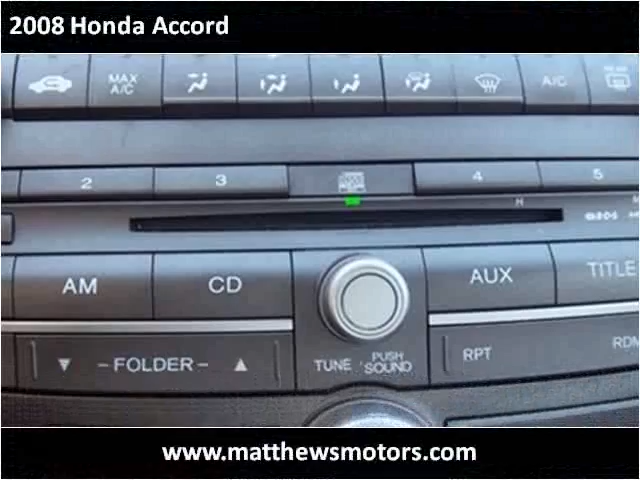 2008 Honda Accord
MAX A/C
A/C
2 3 4 5
H
AM CD AUX TITLE
FOLDER TUNE PUSH SOUND RPT RDM
www.matthewsmotors.com